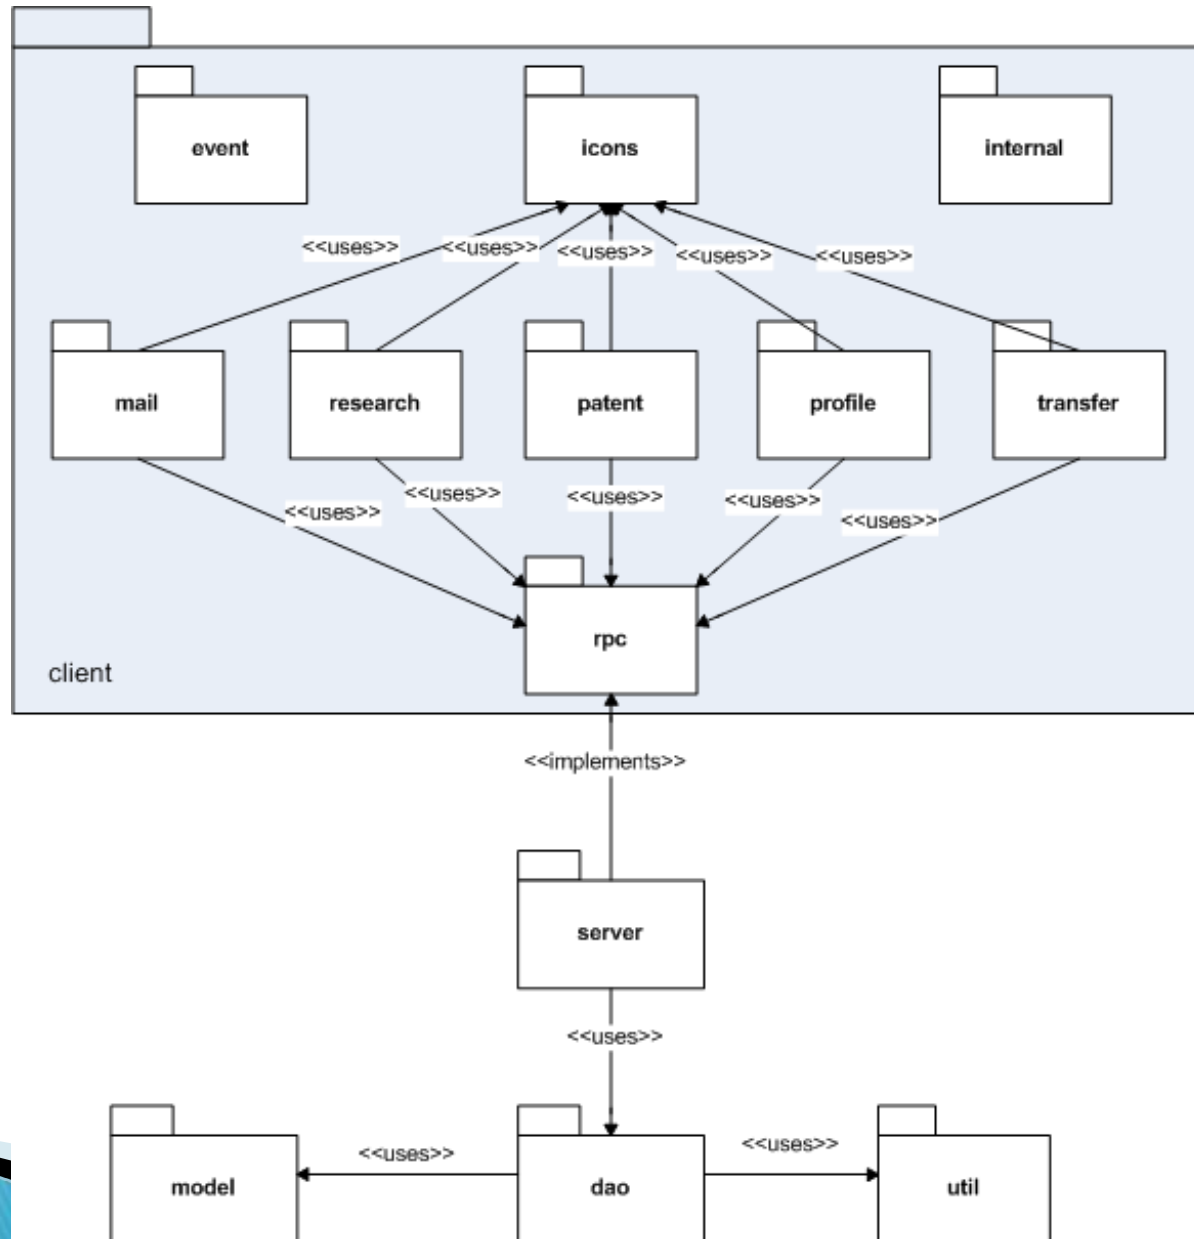 event
icons
internal
<<uses>>
<<uses>>
<<uses>>
<<uses>>
<<uses>>
mail
research
patent
profile
transfer
<<uses>>
<<uses>>
<<uses>>
<<uses>>
<<uses>>
rpc
client
<<implements>>
server
<<uses>>
<<uses>>
<<uses>>
model
dao
util